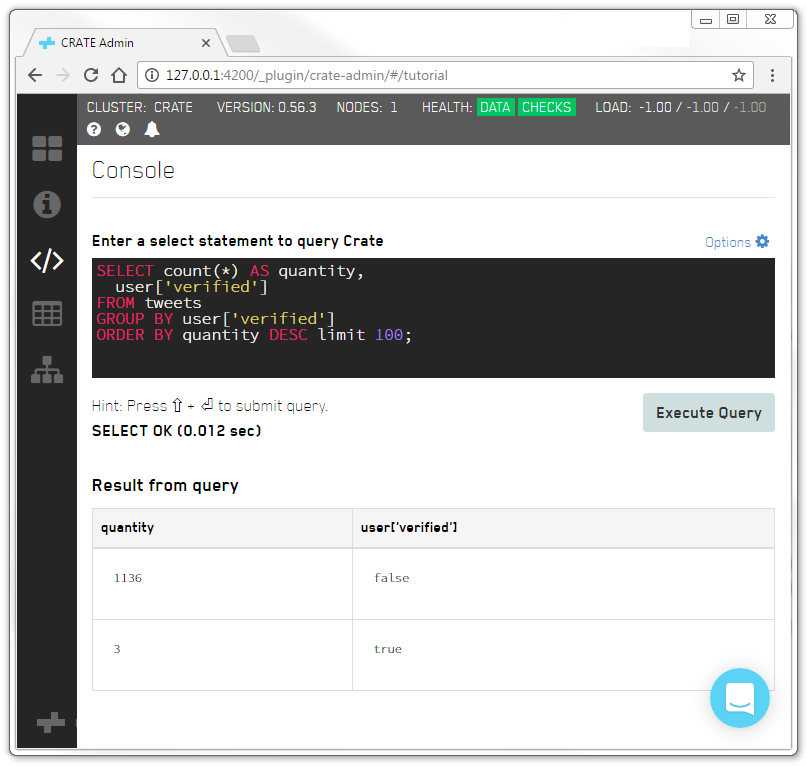 CRATE Admin
127.0.0.1:4200/_plugin/crate-admin/#/tutorial
CLUSTER: CRATE VERSION: 0.56.3 NODES: 1 HEALTH: DATA CHECKS LOAD: -1.00 / -1.00 / -1.00
Console
Enter a select statement to query Crate Options
SELECT count(*) AS quantity,
user['verified']
FROM tweets
GROUP BY user['verified']
ORDER BY quantity DESC limit 100;
Hint: Press ⇧ + ⏎ to submit query.
Execute Query
SELECT OK (0.012 sec)
Result from query
quantity user['verified']
1136 false
3 true